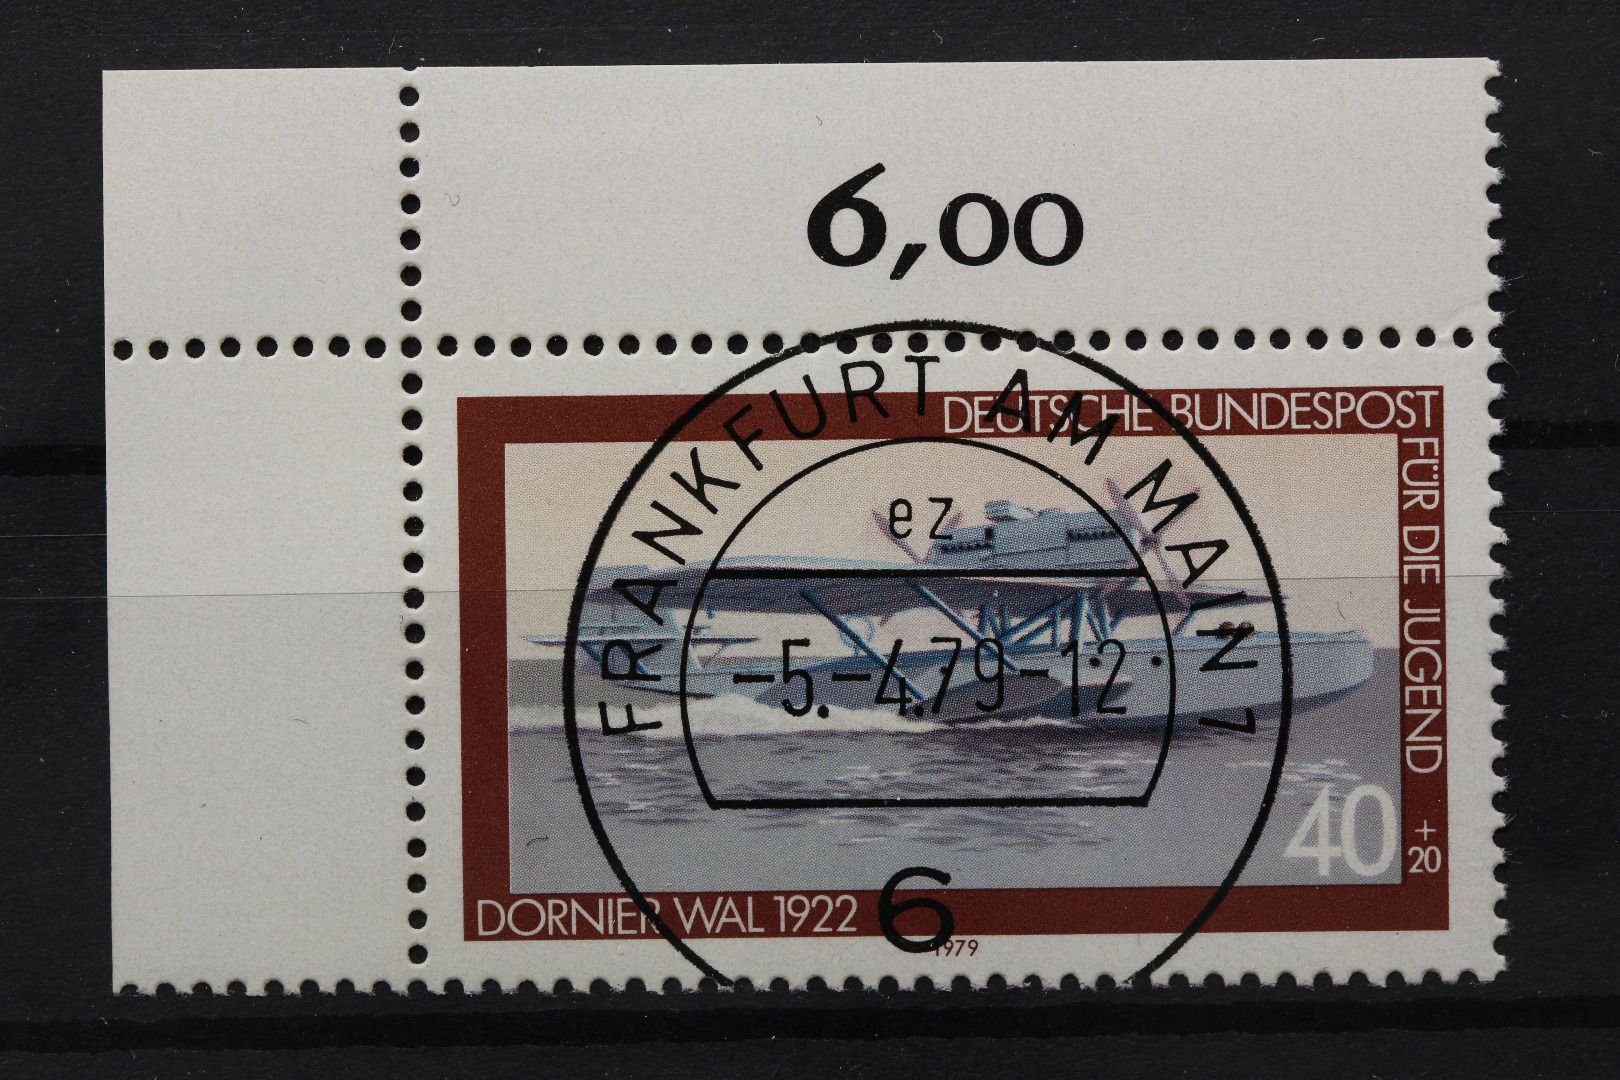 6,00
DEUTSCHE BUNDESPOST
FÜR DIE JUGEND
FRANKFURT AM MAIN 1
ez
-5.-4.79-12
40
+
20
DORNIER WAL 1922
6
1979